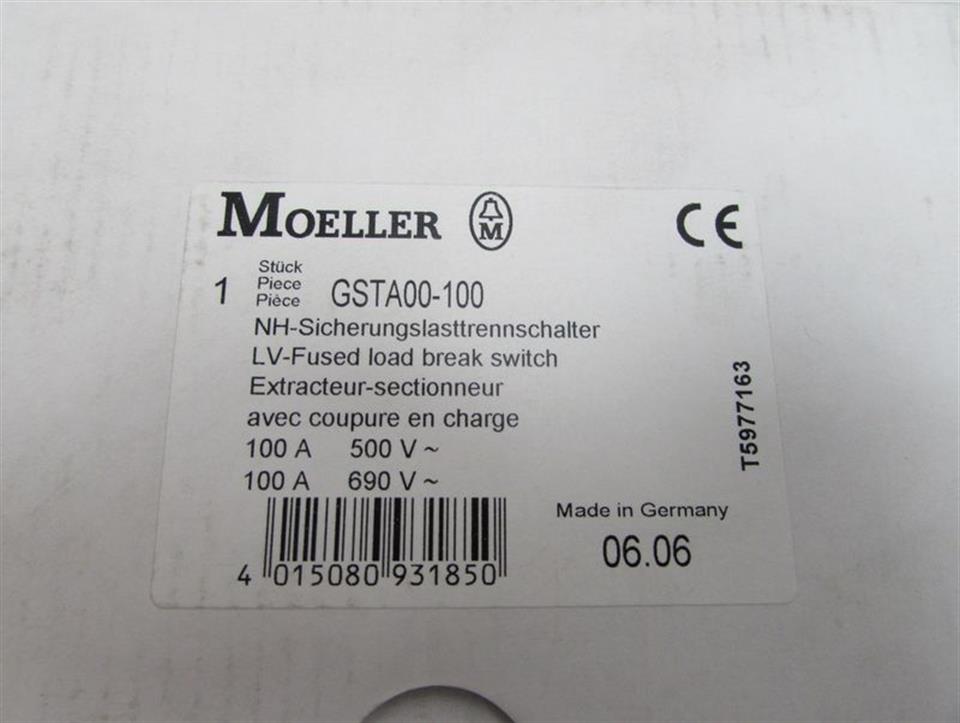 MOELLER M CE
1 Stück
Piece
Pièce GSTA00-100
NH-Sicherungslasttrennschalter
LV-Fused load break switch
Extracteur-sectionneur
avec coupure en charge
100 A 500 V ~
100 A 690 V ~
T5977163
Made in Germany
06.06
4 015080 931850